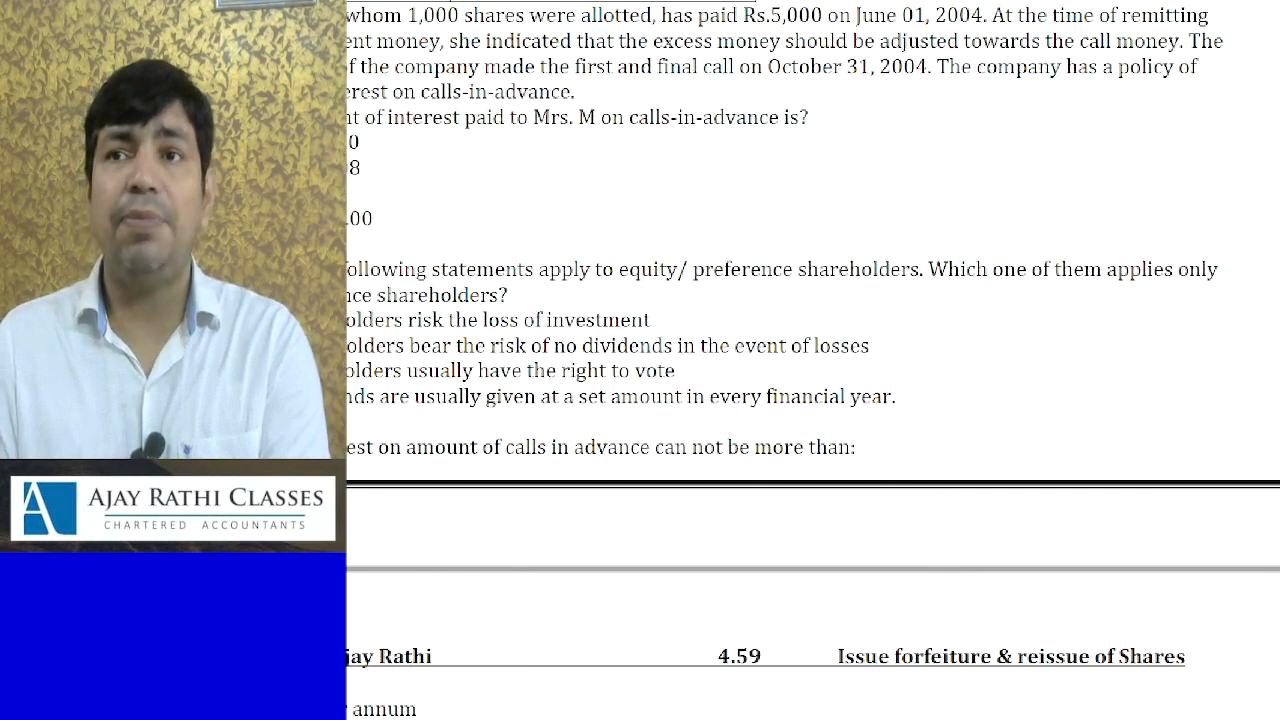 whom 1,000 shares were allotted, has paid Rs.5,000 on June 01, 2004. At the time of remitting
ent money, she indicated that the excess money should be adjusted towards the call money. The
f the company made the first and final call on October 31, 2004. The company has a policy of
erest on calls-in-advance.
nt of interest paid to Mrs. M on calls-in-advance is?
0
8
.00
following statements apply to equity/ preference shareholders. Which one of them applies only
nce shareholders?
olders risk the loss of investment
olders bear the risk of no dividends in the event of losses
olders usually have the right to vote
nds are usually given at a set amount in every financial year.
est on amount of calls in advance can not be more than:
AJAY RATHI CLASSES
CHARTERED ACCOUNTANTS
jay Rathi 4.59 Issue forfeiture & reissue of Shares
annum